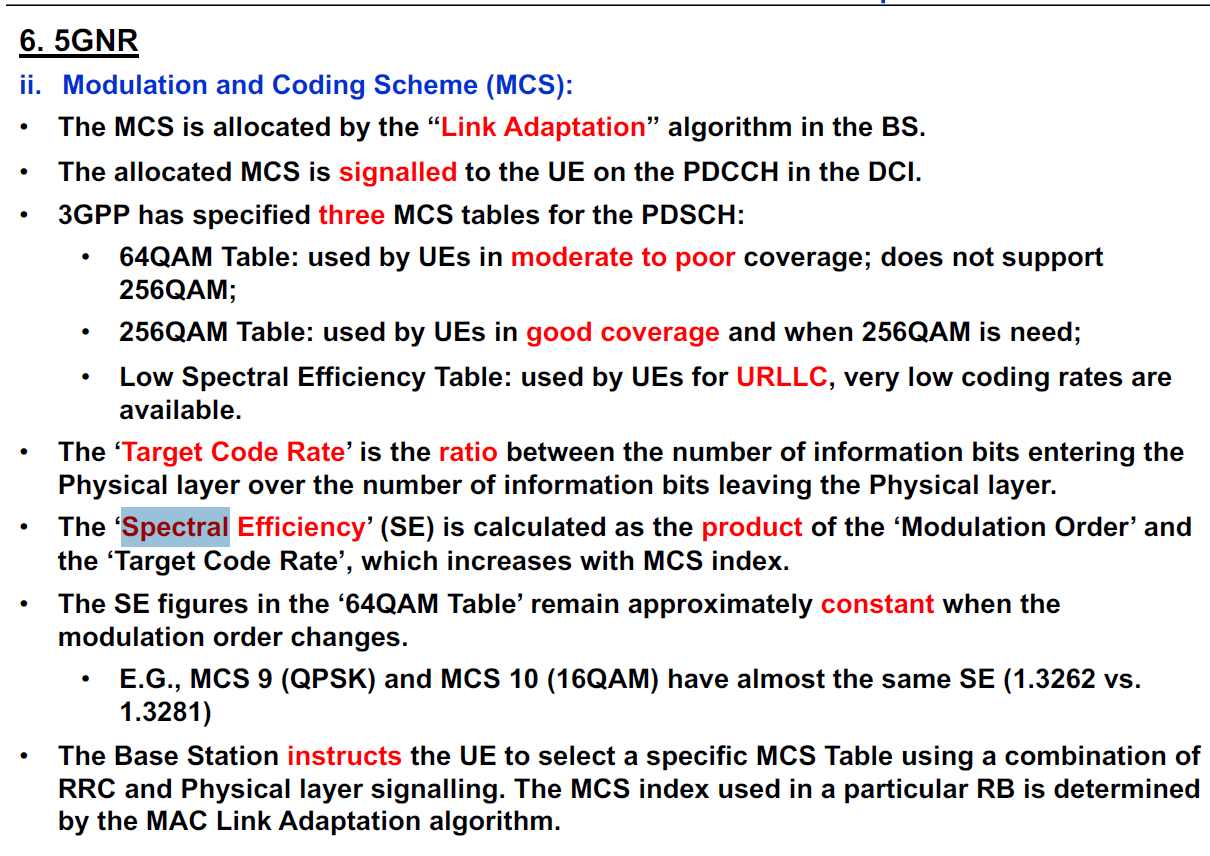 6. 5GNR
ii. Modulation and Coding Scheme (MCS):
• The MCS is allocated by the “Link Adaptation” algorithm in the BS.
• The allocated MCS is signalled to the UE on the PDCCH in the DCI.
• 3GPP has specified three MCS tables for the PDSCH:
• 64QAM Table: used by UEs in moderate to poor coverage; does not support
256QAM;
• 256QAM Table: used by UEs in good coverage and when 256QAM is need;
• Low Spectral Efficiency Table: used by UEs for URLLC, very low coding rates are
available.
• The ‘Target Code Rate’ is the ratio between the number of information bits entering the
Physical layer over the number of information bits leaving the Physical layer.
• The ‘Spectral Efficiency’ (SE) is calculated as the product of the ‘Modulation Order’ and
the ‘Target Code Rate’, which increases with MCS index.
• The SE figures in the ‘64QAM Table’ remain approximately constant when the
modulation order changes.
• E.G., MCS 9 (QPSK) and MCS 10 (16QAM) have almost the same SE (1.3262 vs.
1.3281)
• The Base Station instructs the UE to select a specific MCS Table using a combination of
RRC and Physical layer signalling. The MCS index used in a particular RB is determined
by the MAC Link Adaptation algorithm.